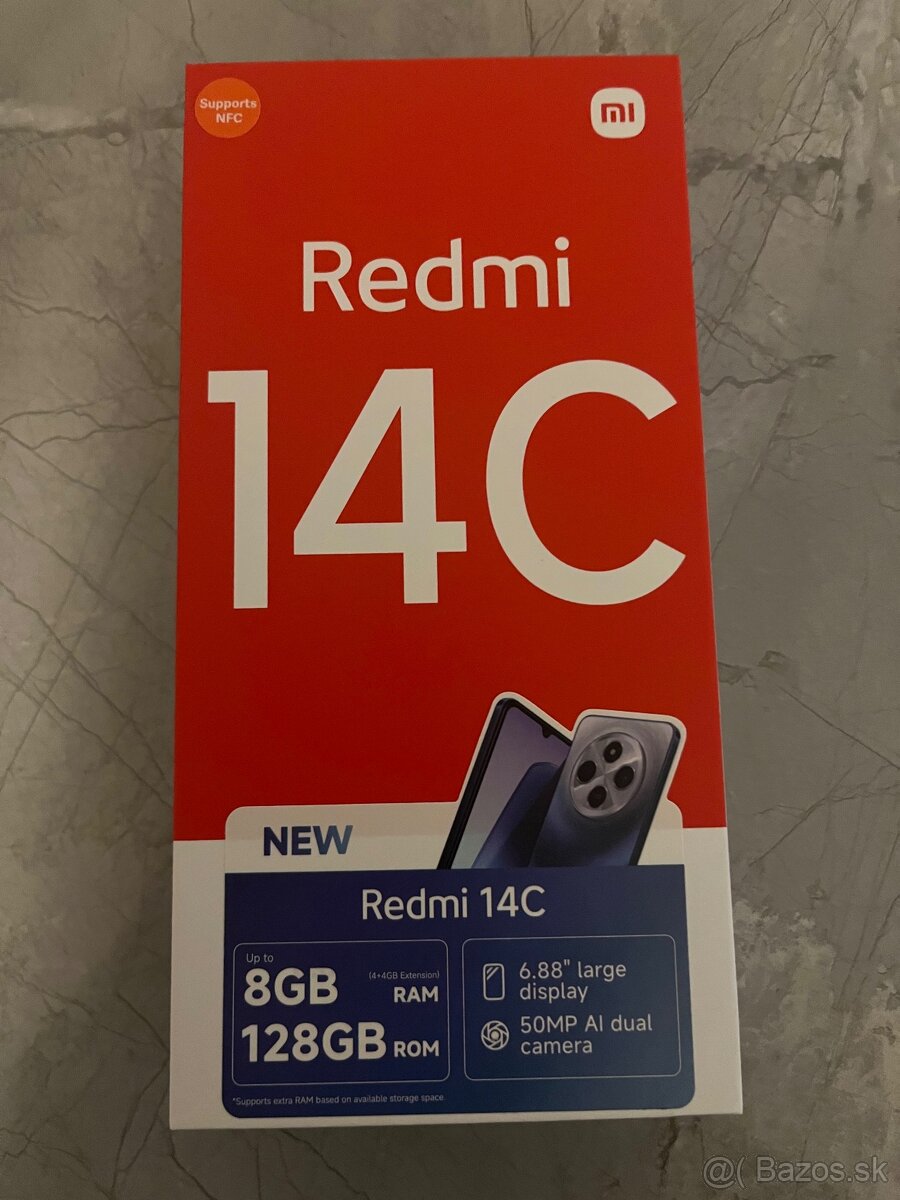 Supports
NFC
mi
Redmi
14C
NEW
Redmi 14C
Up to
8GB (4+4GB Extension) RAM
128GB ROM
6.88" large
display
50MP AI dual
camera
*Supports extra RAM based on available storage space
@( Bazos.sk